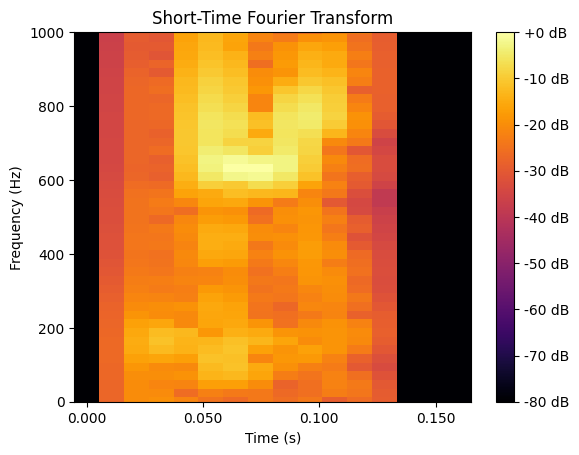 Short-Time Fourier Transform
1000
800
600
400
200
0
Frequency (Hz)
0.000
0.050
0.100
0.150
Time (s)
+0 dB
-10 dB
-20 dB
-30 dB
-40 dB
-50 dB
-60 dB
-70 dB
-80 dB